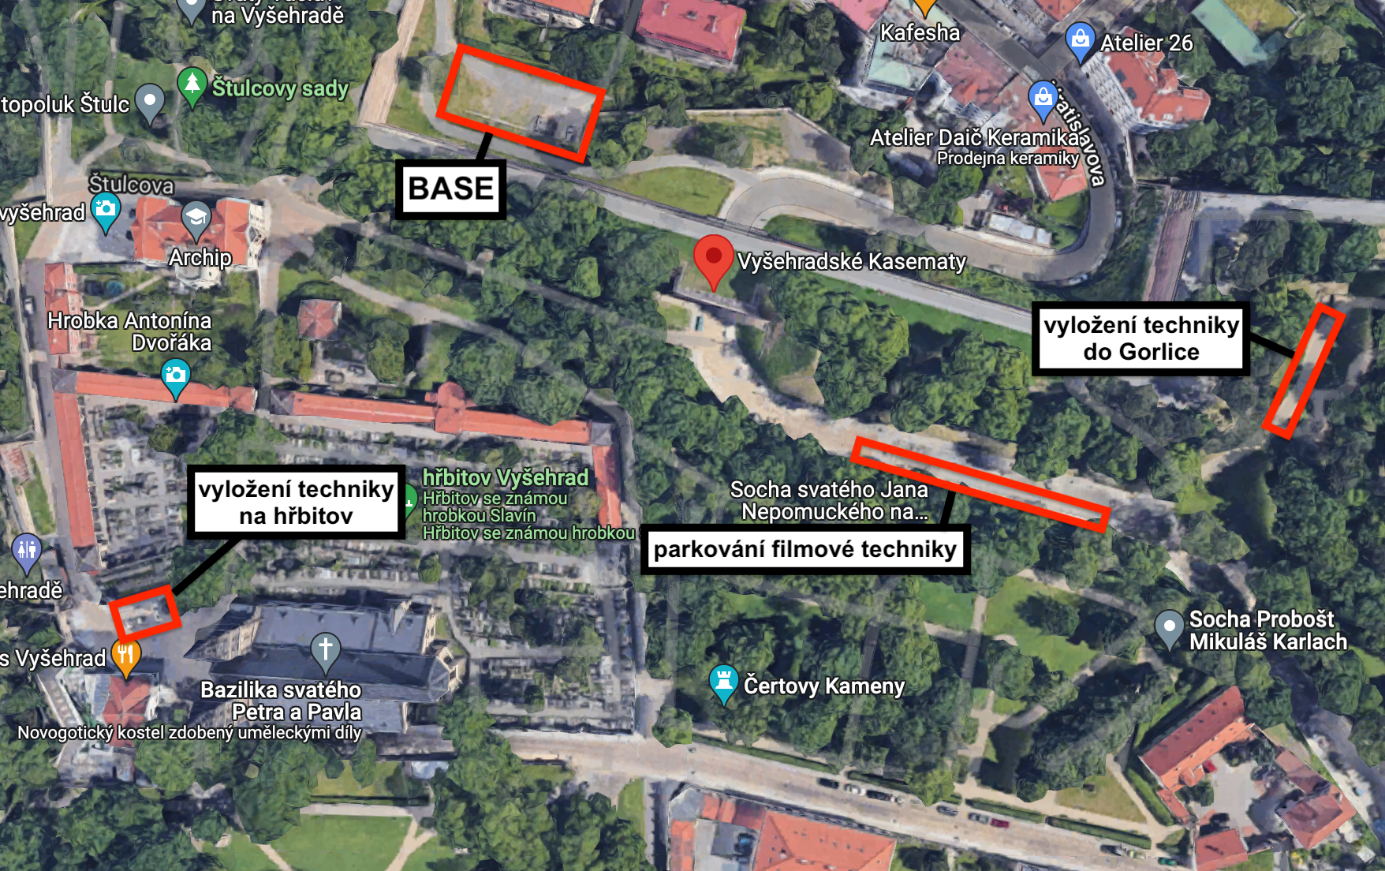 na Vyšehradě
Kafesha
Atelier 26
Štulcovy sady
topoluk Štulc
Atelier Daič Keramika
Prodejna keramiky
Vratislavova
BASE
Štulcova
vyšehrad
Archip
Vyšehradské Kasematy
Hrobka Antonína
Dvořáka
vyložení techniky
do Gorlice
vyložení techniky
na hřbitov
hřbitov Vyšehrad
Hřbitov se známou
hrobkou Slavín
Hřbitov se známou hrobkou
Socha svatého Jana
Nepomuckého na...
parkování filmové techniky
ehradě
s Vyšehrad
Socha Probošt
Mikuláš Karlach
Bazilika svatého
Petra a Pavla
Novogotický kostel zdobený uměleckými díly
Čertovy Kameny